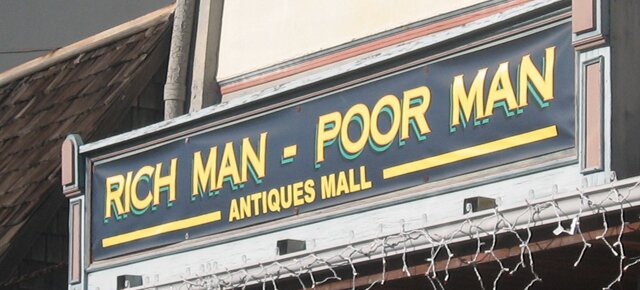 RICH MAN - POOR MAN
ANTIQUES MALL